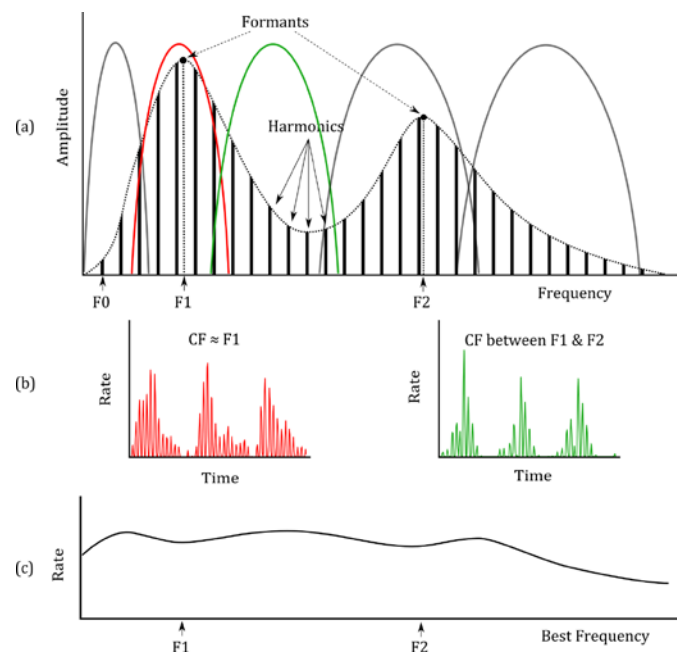 Formants
(a)
Amplitude
Harmonics
F0
F1
F2
Frequency
(b)
CF ≈ F1
Rate
Time
CF between F1 & F2
Rate
Time
(c)
Rate
F1
F2
Best Frequency